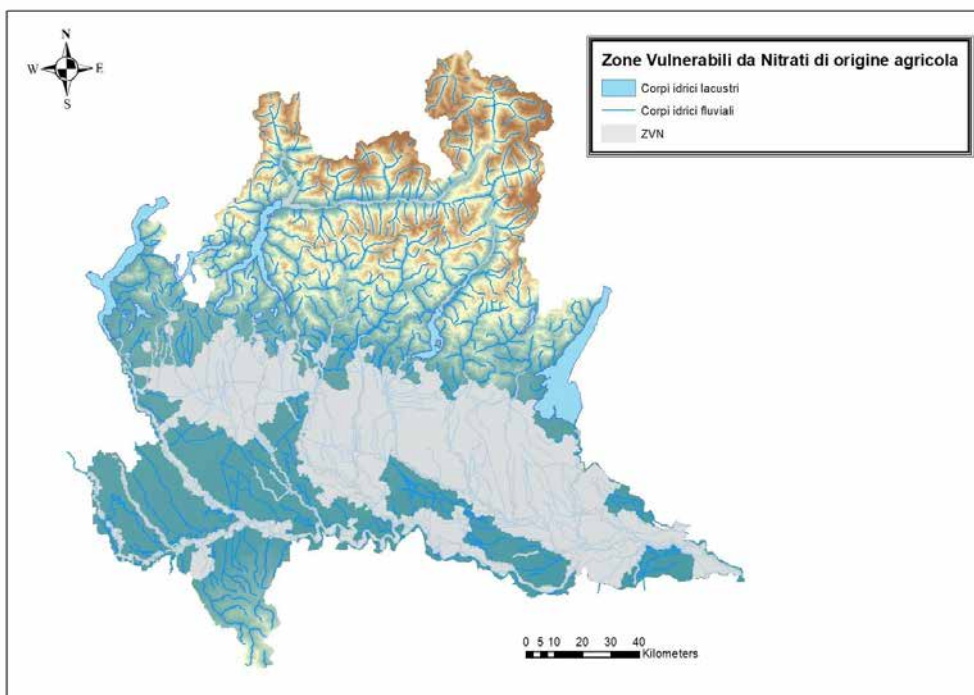 N
W E
S
Zone Vulnerabili da Nitrati di origine agricola
Corpi idrici lacustri
Corpi idrici fluviali
ZVN
0 5 10 20 30 40
Kilometers